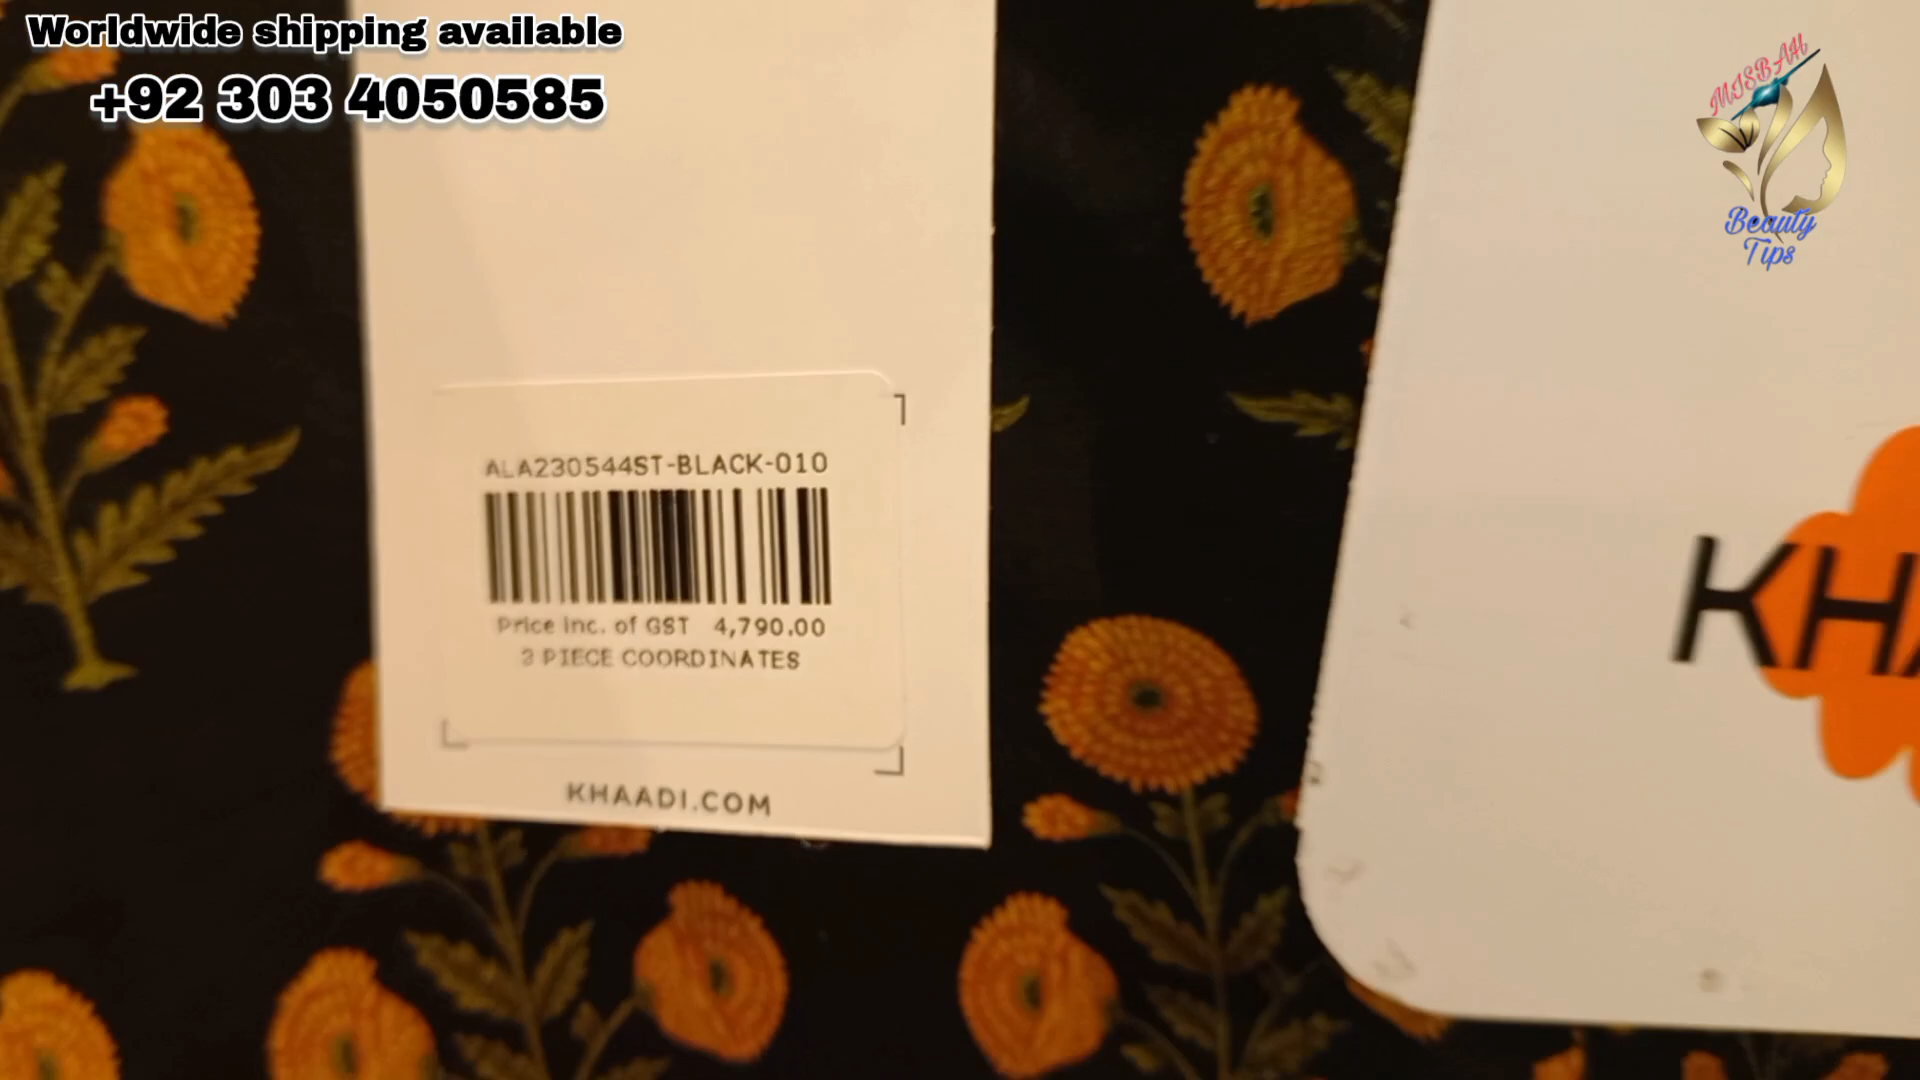 Worldwide shipping available
+92 303 4050585
MISBAH
Beauty
Tips
ALA230544ST-BLACK-010
Price inc. of GST 4,790.00
3 PIECE COORDINATES
KHAADI.COM
KHA